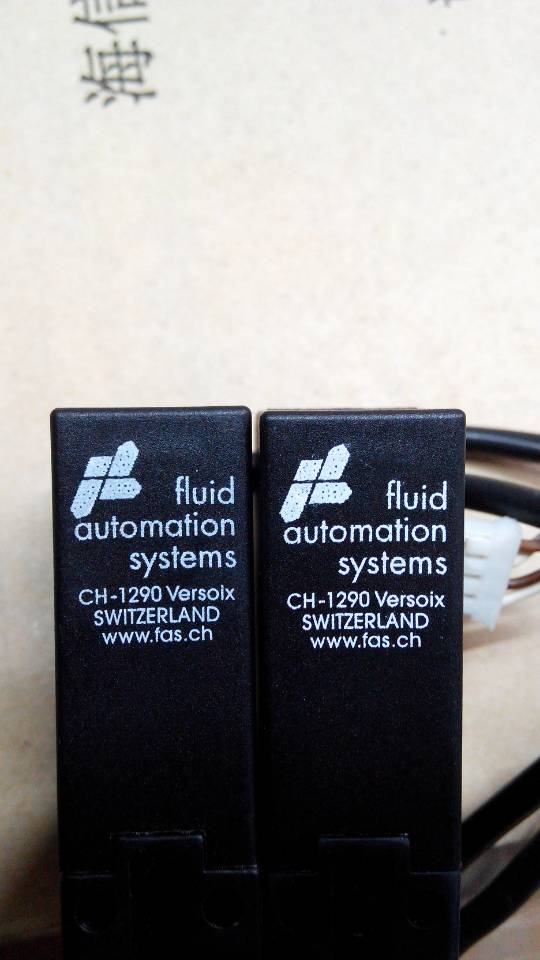 海信
fluid
automation
systems
CH-1290 Versoix
SWITZERLAND
www.fas.ch
fluid
automation
systems
CH-1290 Versoix
SWITZERLAND
www.fas.ch